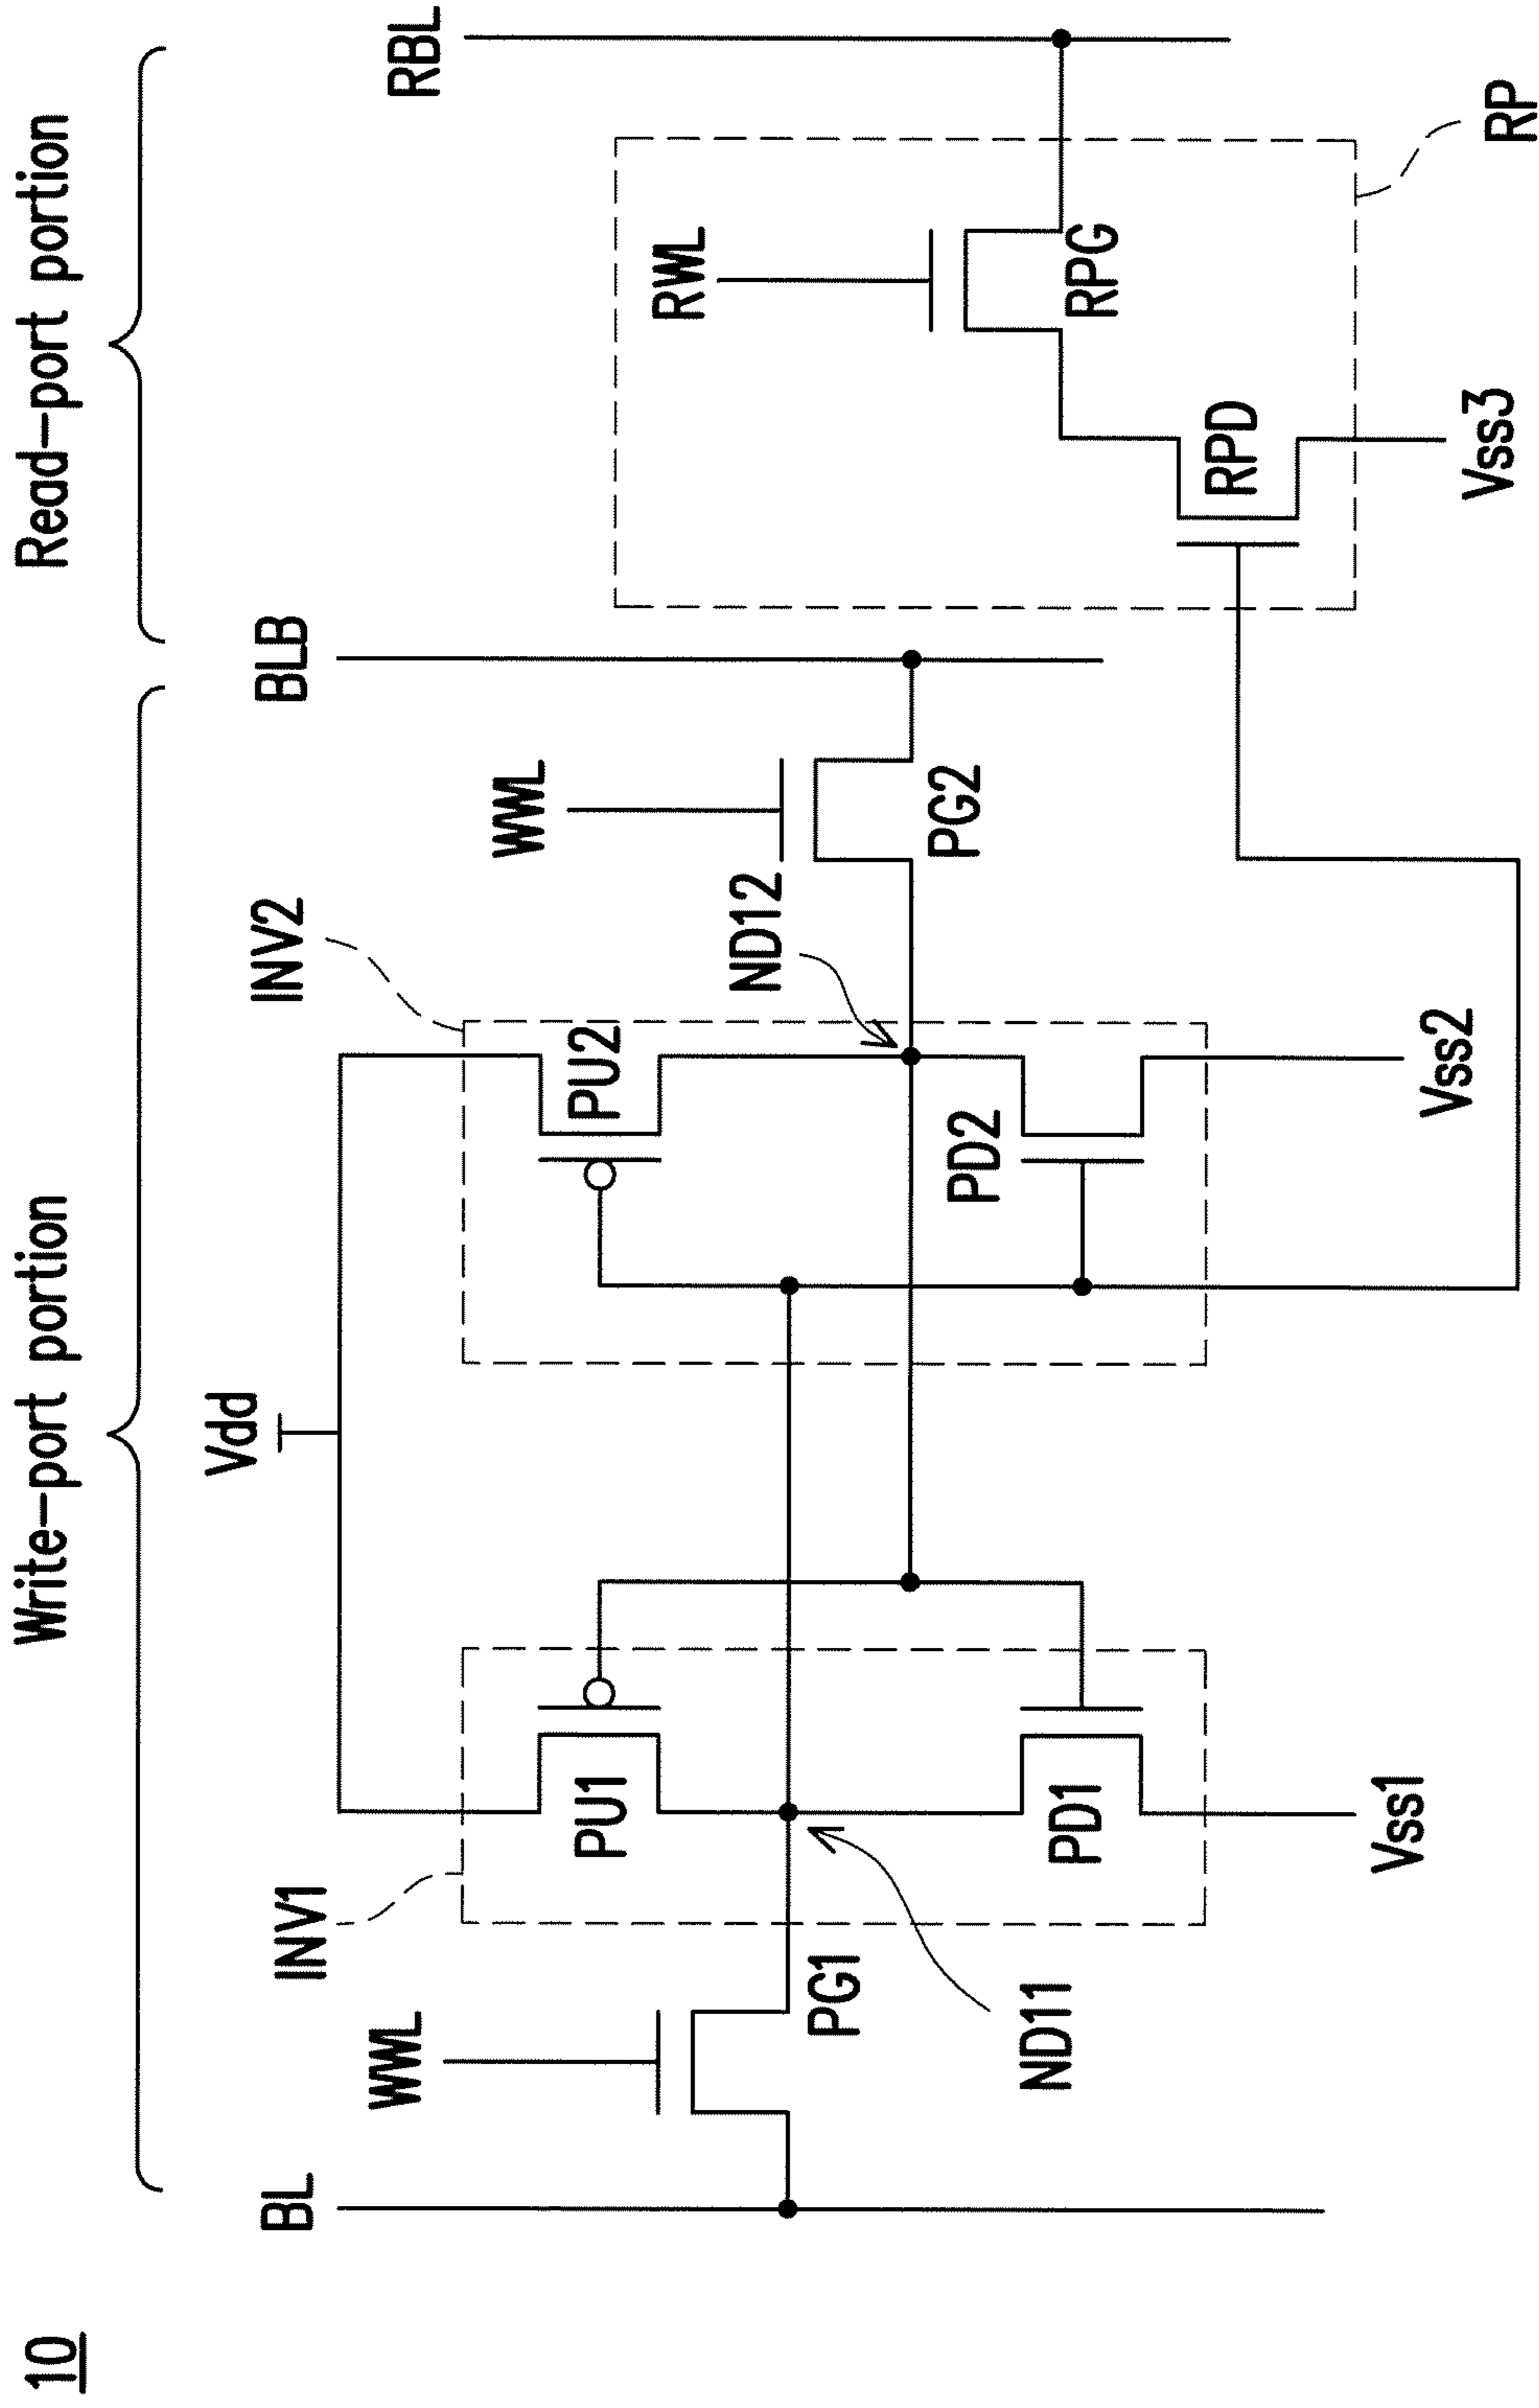 10
Write-port portion
Read-port portion
Vdd
BL
WWL
INV1
INV2
BLB
WWL
RBL
RWL
PU1
PU2
ND12
PG1
PG2
ND11
PD1
PD2
RPG
RPD
Vss1
Vss2
Vss3
RP